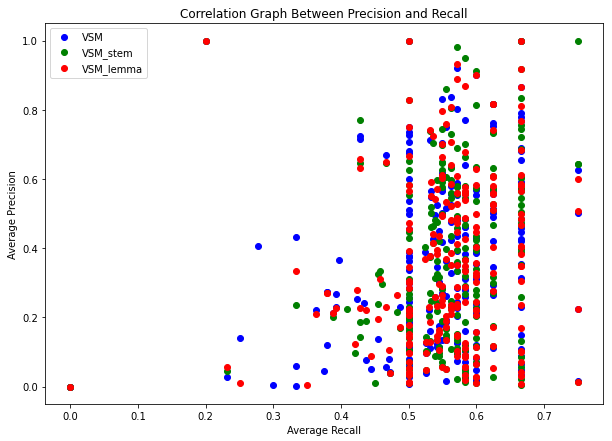 Correlation Graph Between Precision and Recall
VSM
VSM_stem
VSM_lemma
Average Precision
1.0
0.8
0.6
0.4
0.2
0.0
0.0 0.1 0.2 0.3 0.4 0.5 0.6 0.7
Average Recall